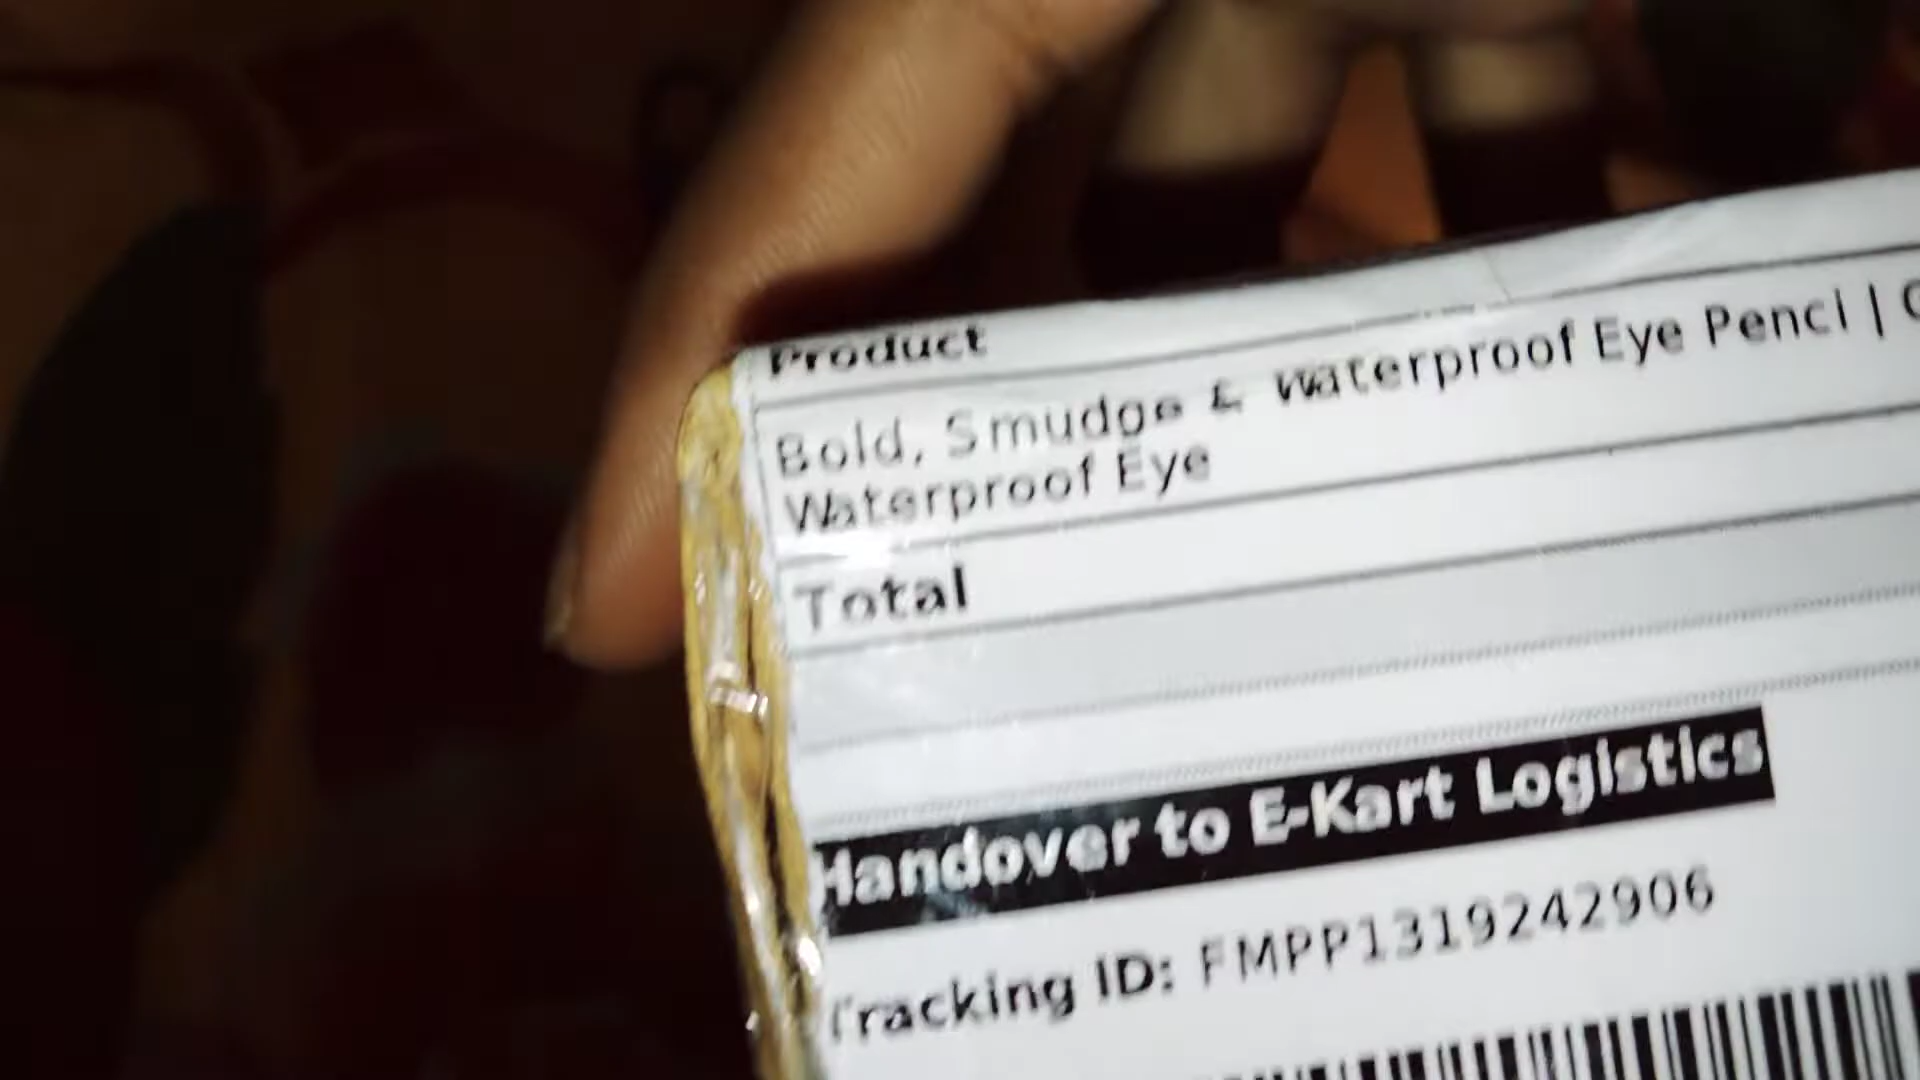 Product
Bold, Smudge & Waterproof Eye Pencil |
Waterproof Eye
Total
Handover to E-Kart Logistics
Tracking ID: FMPP1319242906